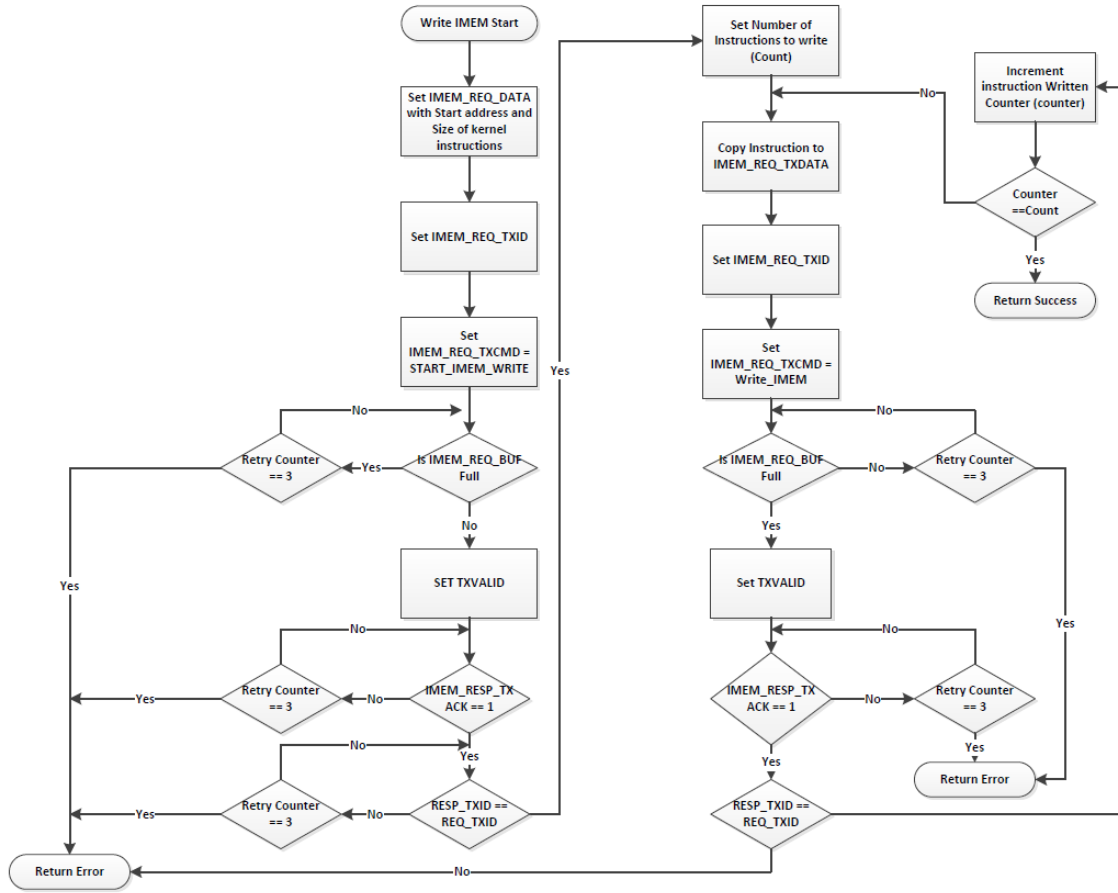 Write IMEM Start
Set IMEM_REQ_DATA
with Start address and
Size of kernel
instructions
Set IMEM_REQ_TXID
Set
IMEM_REQ_TXCMD =
START_IMEM_WRITE
No
Retry Counter
== 3
Yes
Is IMEM_REQ_BUF
Full
No
Yes
SET TXVALID
No
Yes
Retry Counter
== 3
No
IMEM_RESP_TX
ACK == 1
No
Yes
Yes
Retry Counter
== 3
No
RESP_TXID ==
REQ_TXID
Return Error
No
Yes
Set Number of
Instructions to write
(Count)
No
Copy Instruction to
IMEM_REQ_TXDATA
Set IMEM_REQ_TXID
Set
IMEM_REQ_TXCMD =
Write_IMEM
No
Is IMEM_REQ_BUF
Full
No
Retry Counter
== 3
Yes
Set TXVALID
Yes
No
IMEM_RESP_TX
ACK == 1
No
Retry Counter
== 3
Yes
Yes
Return Error
RESP_TXID ==
REQ_TXID
Increment
instruction Written
Counter (counter)
Counter
==Count
Yes
Return Success